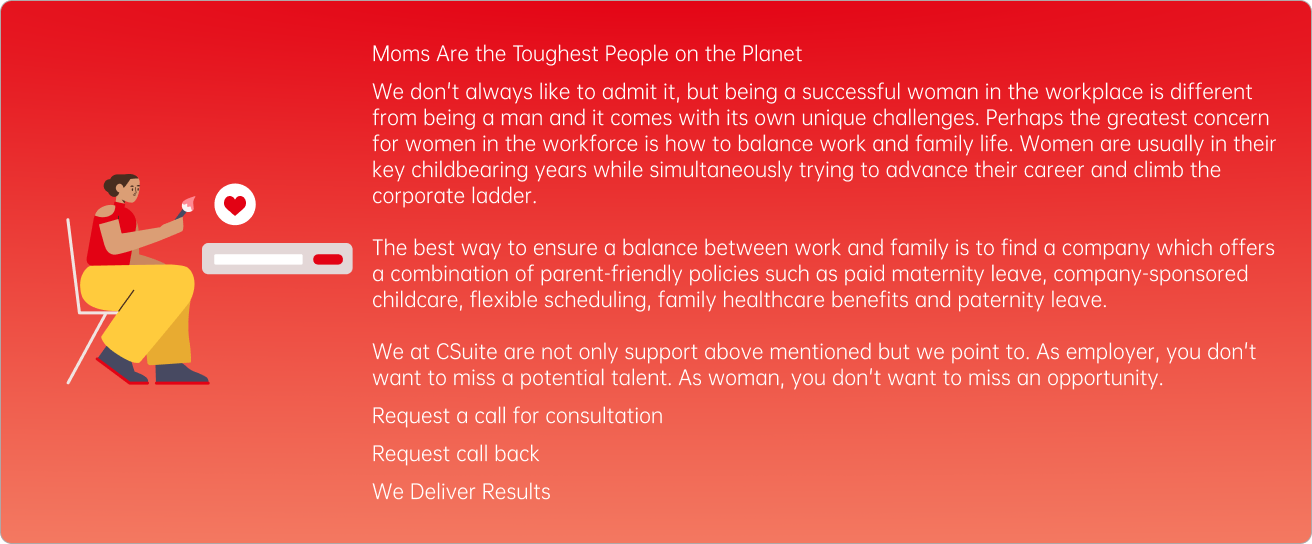 Moms Are the Toughest People on the Planet
We don't always like to admit it, but being a successful woman in the workplace is different
from being a man and it comes with its own unique challenges. Perhaps the greatest concern
for women in the workforce is how to balance work and family life. Women are usually in their
key childbearing years while simultaneously trying to advance their career and climb the
corporate ladder.
The best way to ensure a balance between work and family is to find a company which offers
a combination of parent-friendly policies such as paid maternity leave, company-sponsored
childcare, flexible scheduling, family healthcare benefits and paternity leave.
We at CSuite are not only support above mentioned but we point to. As employer, you don't
want to miss a potential talent. As woman, you don't want to miss an opportunity.
Request a call for consultation
Request call back
We Deliver Results